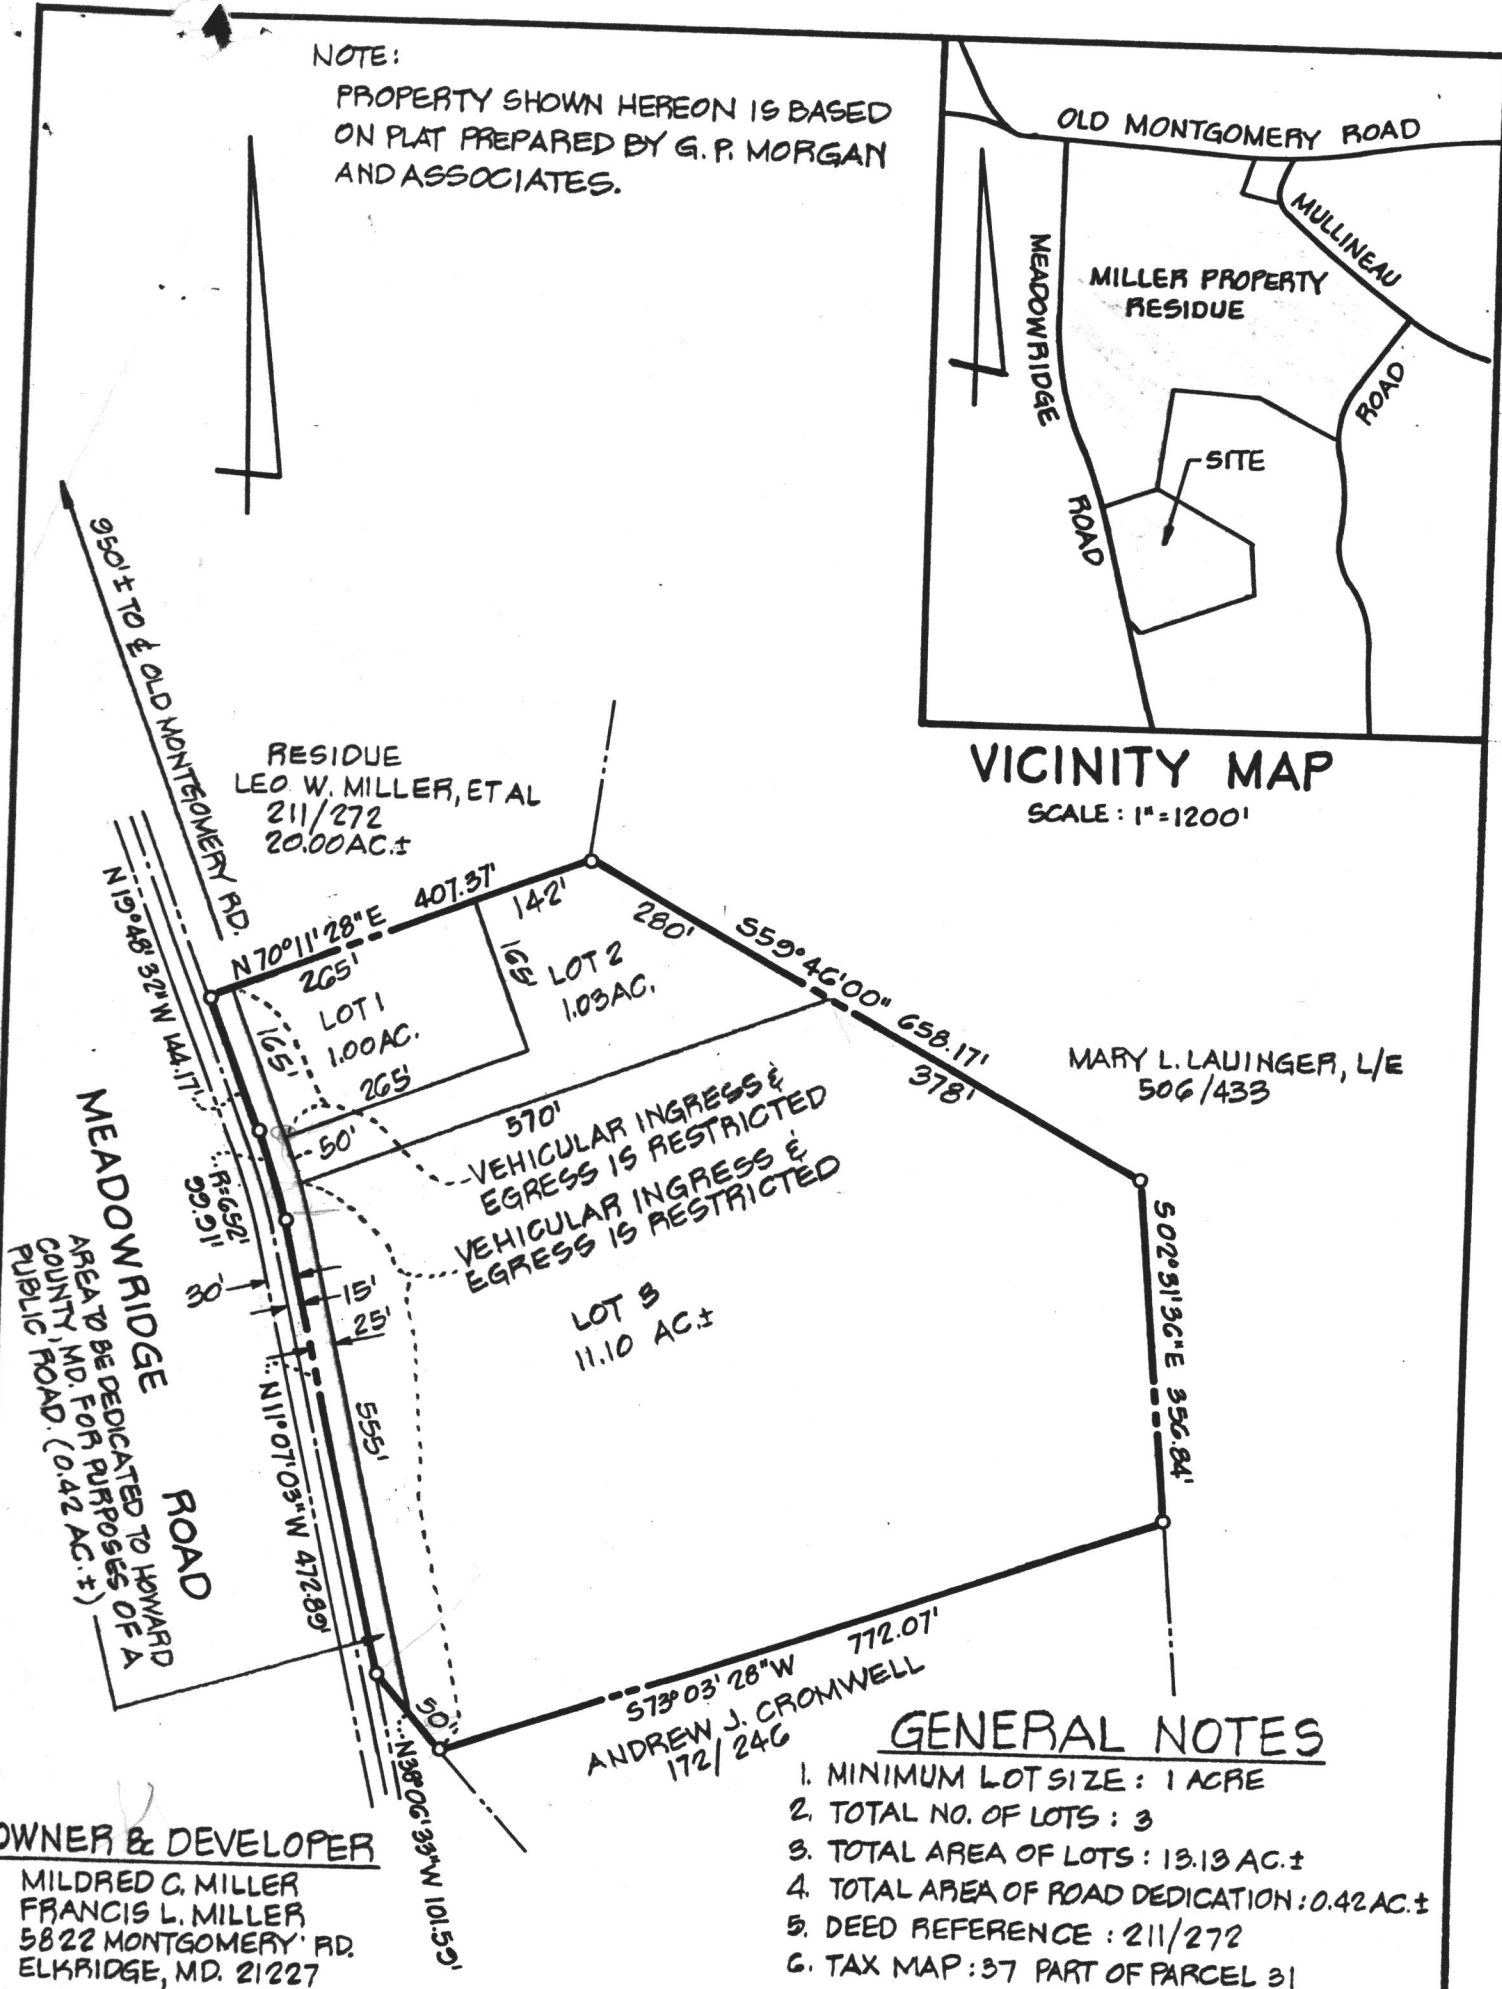 NOTE:
PROPERTY SHOWN HEREON IS BASED
ON PLAT PREPARED BY G. P. MORGAN
AND ASSOCIATES.
OLD MONTGOMERY ROAD
MULLINEAU
ROAD
MEADOWRIDGE
ROAD
MILLER PROPERTY
RESIDUE
SITE
VICINITY MAP
SCALE : 1"=1200'
950'± TO ℄ OLD MONTGOMERY RD.
RESIDUE
LEO W. MILLER, ET AL
211/272
20.00 AC.±
N 70°11'28"E 407.37'
265'
142'
280'
S59°46'00" 658.17'
378'
165'
LOT 1
1.00 AC.
165'
LOT 2
1.03 AC.
265'
50'
570'
N19°48'32"W 144.17'
R=652'
99.91'
VEHICULAR INGRESS &
EGRESS IS RESTRICTED
VEHICULAR INGRESS &
EGRESS IS RESTRICTED
MARY L. LAUINGER, L/E
506/433
S02°31'36"E 356.84'
LOT 3
11.10 AC.±
30'
15'
25'
555'
N11°07'03"W 472.89'
MEADOWRIDGE ROAD
AREA TO BE DEDICATED TO HOWARD
COUNTY, MD. FOR PURPOSES OF A
PUBLIC ROAD. (0.42 AC.±)
50'
N38°06'33"W 101.59'
S73°03'28"W 772.07'
ANDREW J. CROMWELL
172/246
OWNER & DEVELOPER
MILDRED C. MILLER
FRANCIS L. MILLER
5822 MONTGOMERY RD.
ELKRIDGE, MD. 21227
GENERAL NOTES
1. MINIMUM LOT SIZE : 1 ACRE
2. TOTAL NO. OF LOTS : 3
3. TOTAL AREA OF LOTS : 13.13 AC.±
4. TOTAL AREA OF ROAD DEDICATION : 0.42 AC.±
5. DEED REFERENCE : 211/272
6. TAX MAP : 37 PART OF PARCEL 31